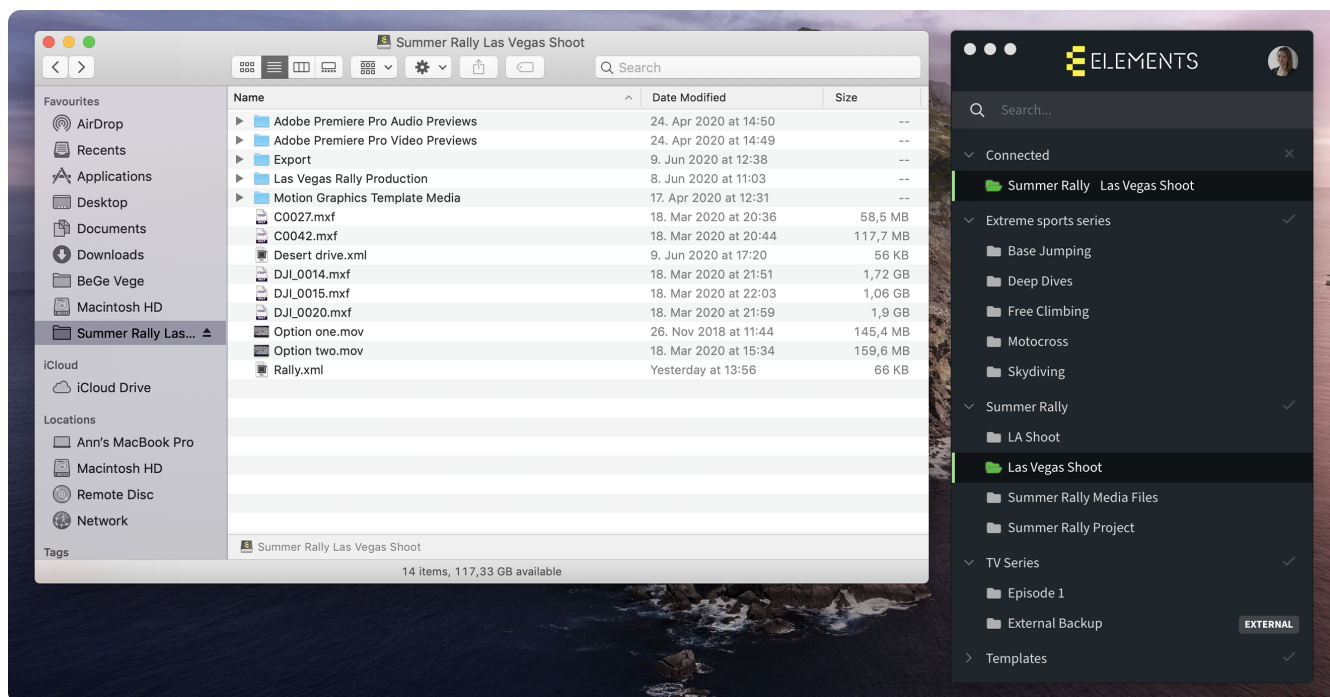 Summer Rally Las Vegas Shoot
Search
Favourites
AirDrop
Recents
Applications
Desktop
Documents
Downloads
BeGe Vege
Macintosh HD
Summer Rally Las...
iCloud
iCloud Drive
Locations
Ann's MacBook Pro
Macintosh HD
Remote Disc
Network
Tags
Name Date Modified Size
Adobe Premiere Pro Audio Previews 24. Apr 2020 at 14:50 --
Adobe Premiere Pro Video Previews 24. Apr 2020 at 14:49 --
Export 9. Jun 2020 at 12:38 --
Las Vegas Rally Production 8. Jun 2020 at 11:03 --
Motion Graphics Template Media 17. Apr 2020 at 12:31 --
C0027.mxf 18. Mar 2020 at 20:36 58,5 MB
C0042.mxf 18. Mar 2020 at 20:44 117,7 MB
Desert drive.xml 9. Jun 2020 at 17:20 56 KB
DJI_0014.mxf 18. Mar 2020 at 21:51 1,72 GB
DJI_0015.mxf 18. Mar 2020 at 22:03 1,06 GB
DJI_0020.mxf 18. Mar 2020 at 21:59 1,9 GB
Option one.mov 26. Nov 2018 at 11:44 145,4 MB
Option two.mov 18. Mar 2020 at 15:34 159,6 MB
Rally.xml Yesterday at 13:56 66 KB
Summer Rally Las Vegas Shoot
14 items, 117,33 GB available
ELEMENTS
Search...
Connected
Summer Rally Las Vegas Shoot
Extreme sports series
Base Jumping
Deep Dives
Free Climbing
Motocross
Skydiving
Summer Rally
LA Shoot
Las Vegas Shoot
Summer Rally Media Files
Summer Rally Project
TV Series
Episode 1
External Backup EXTERNAL
Templates